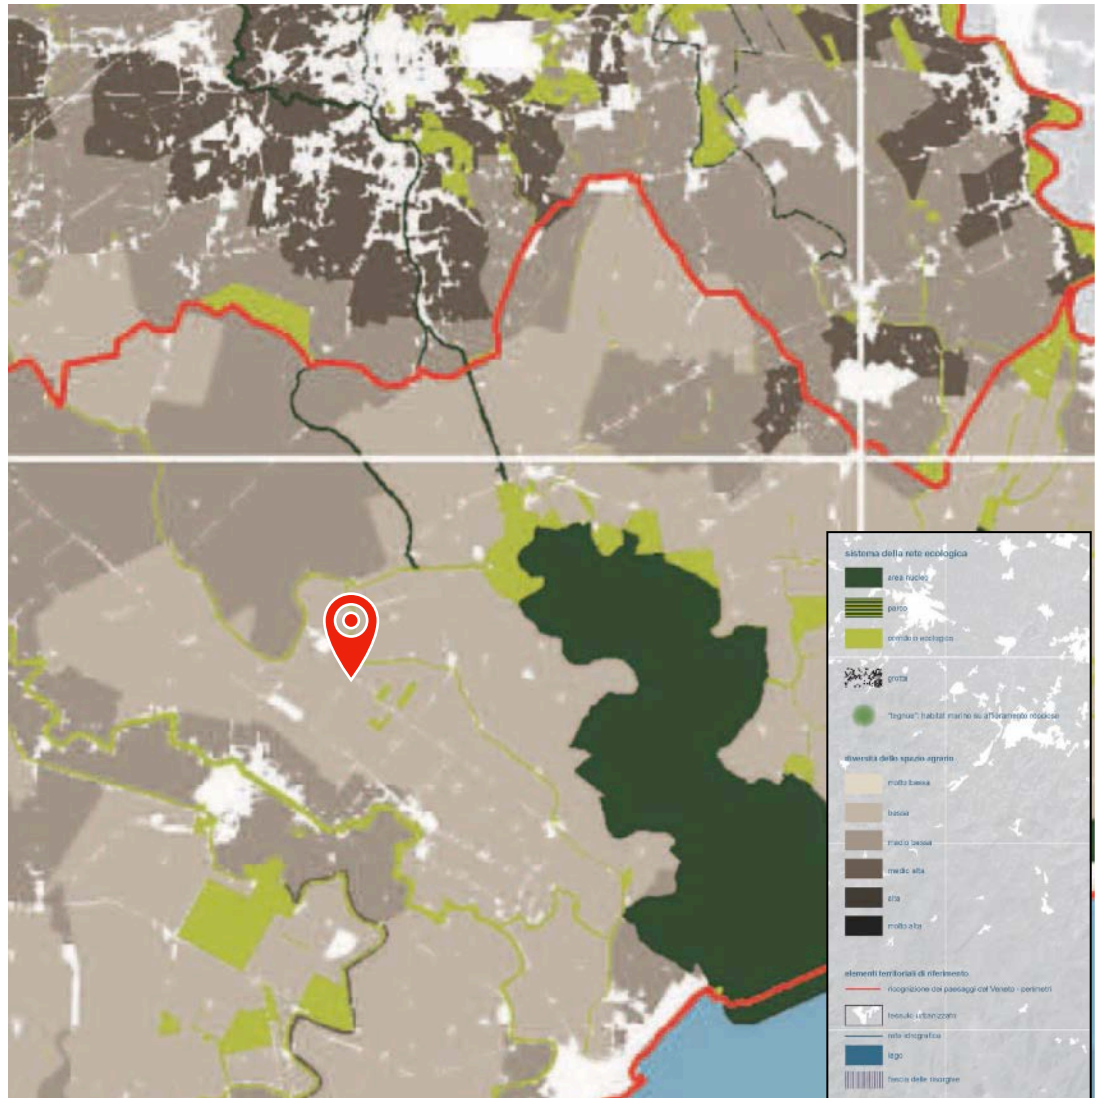 sistema della rete ecologica
area nucleo
parco
corridoio ecologico
grotta
"tegnue": habitat marino su affioramento roccioso
diversità dello spazio agrario
molto bassa
bassa
medio bassa
medio alta
alta
molto alta
elementi territoriali di riferimento
ricognizione dei paesaggi del Veneto - perimetri
tessuto urbanizzato
rete idrografica
lago
fascia delle risorgive